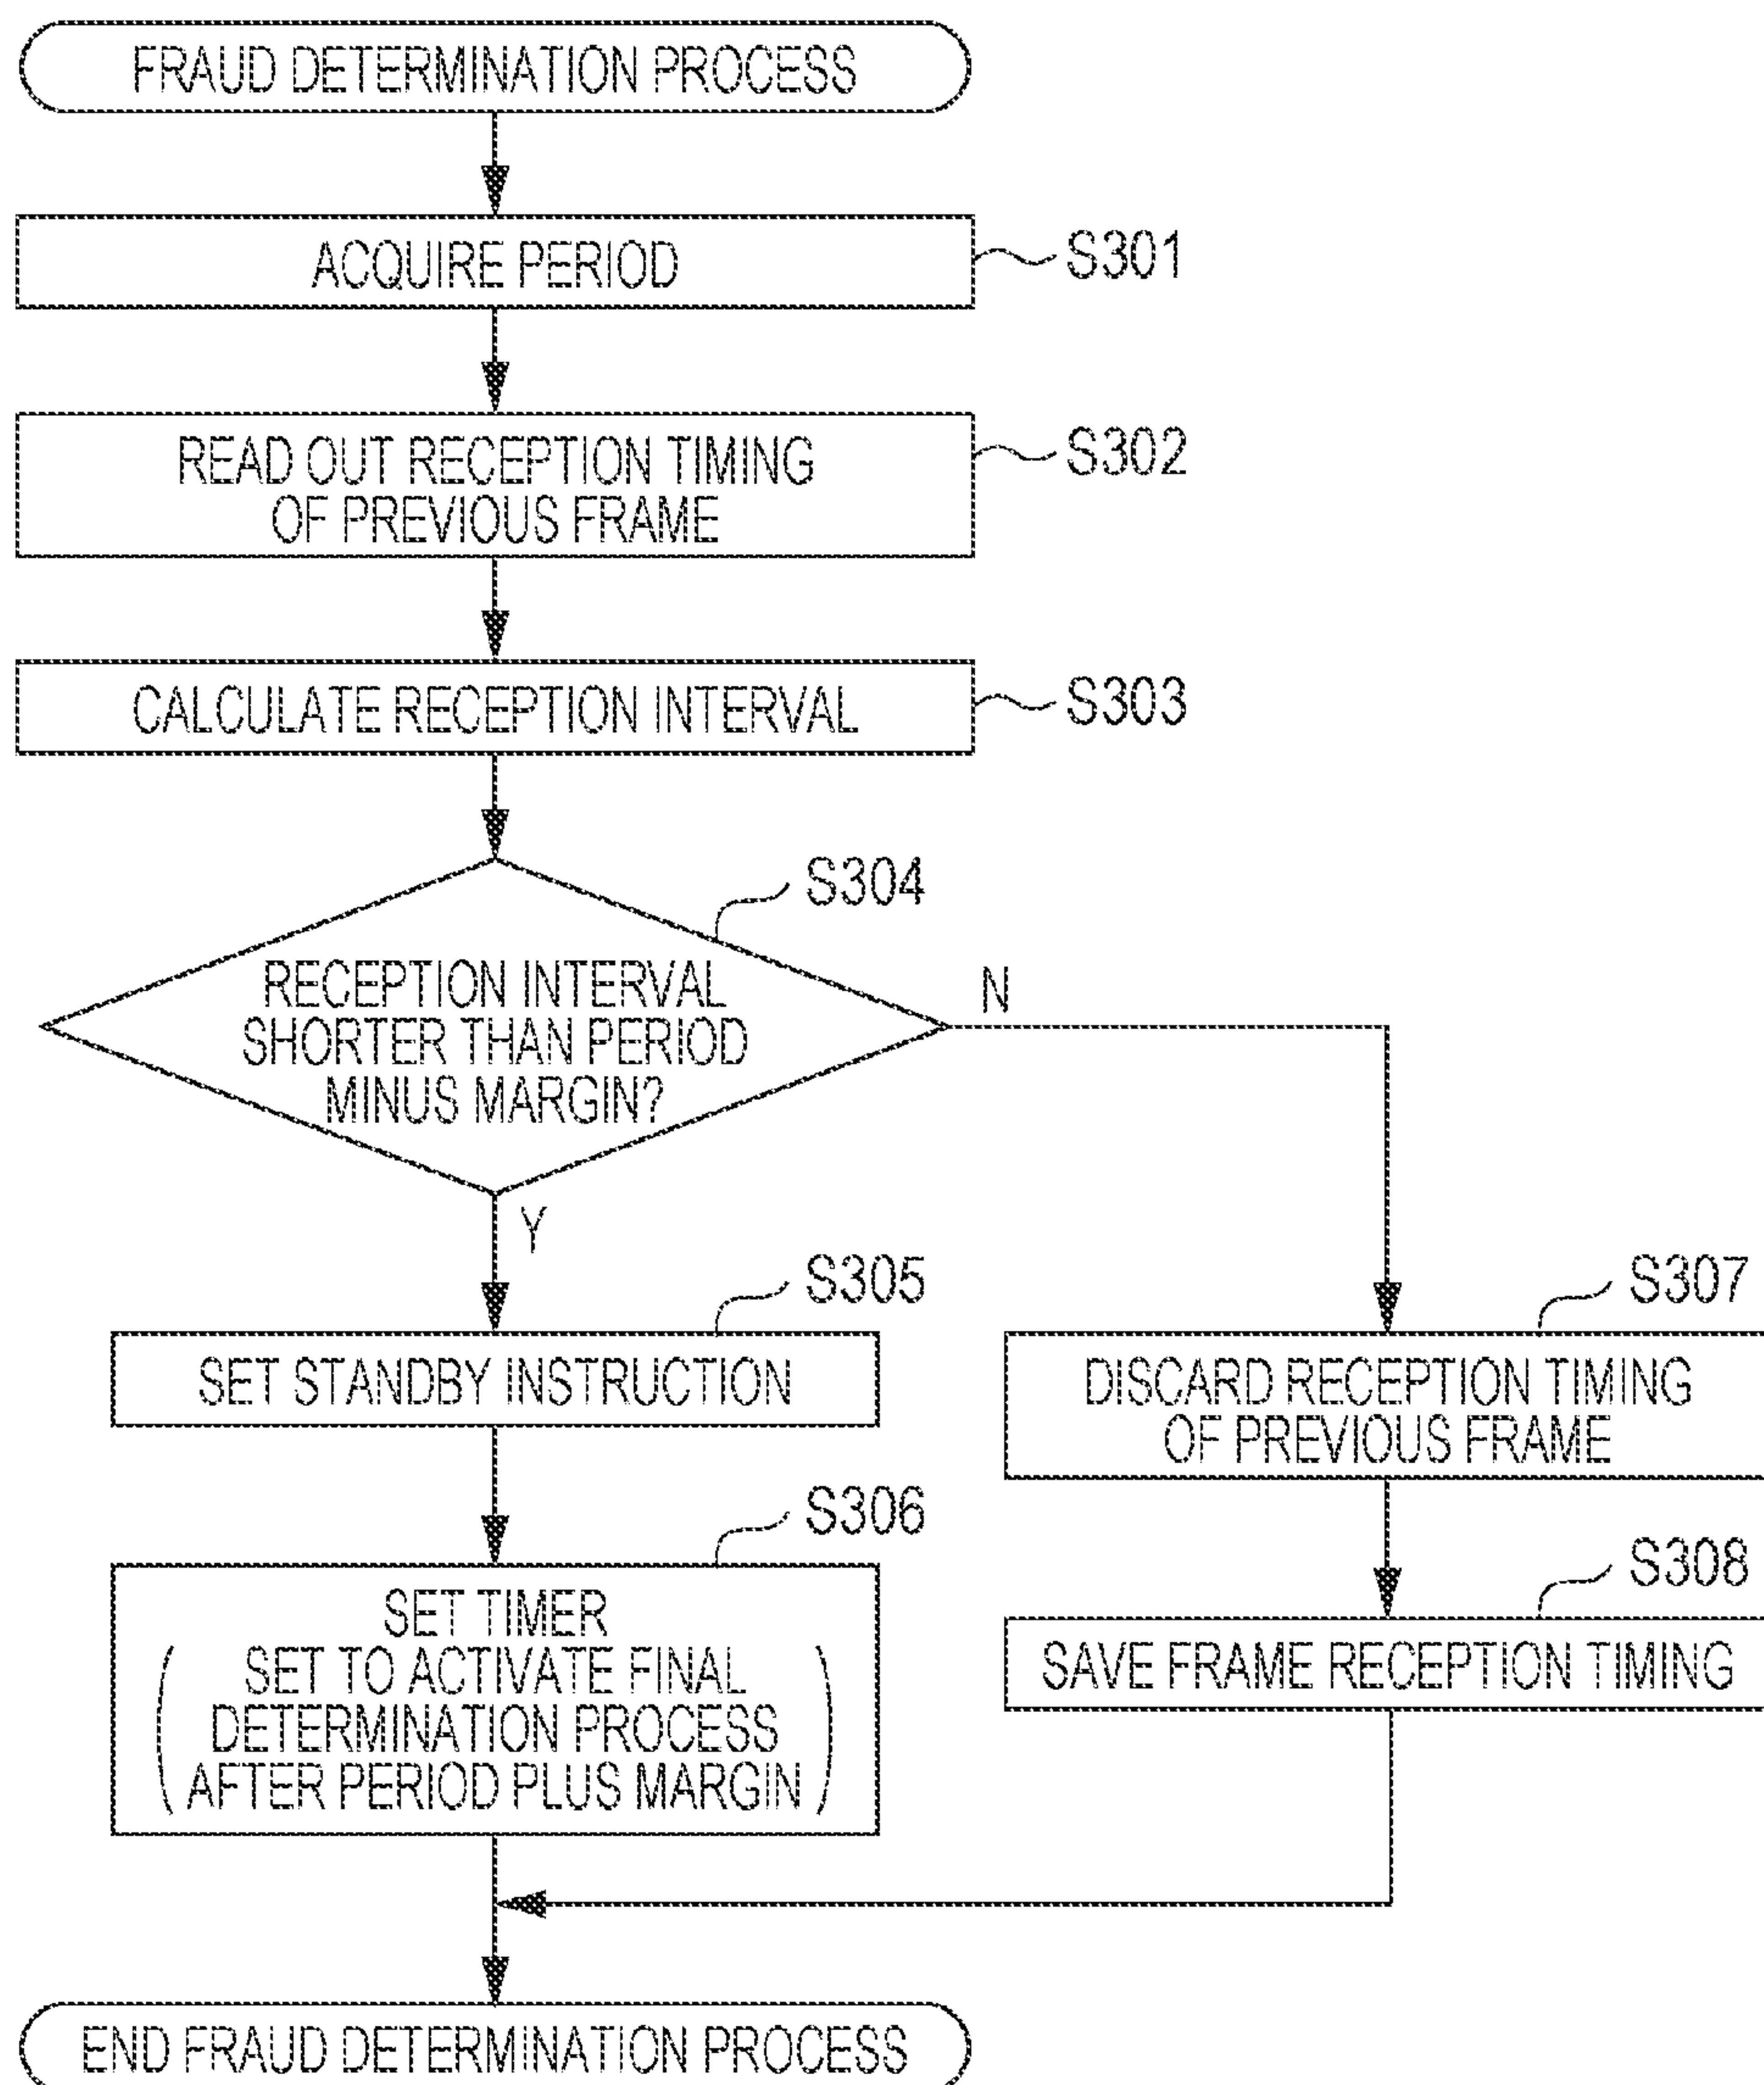 FRAUD DETERMINATION PROCESS
ACQUIRE PERIOD
S301
READ OUT RECEPTION TIMING
OF PREVIOUS FRAME
S302
CALCULATE RECEPTION INTERVAL
S303
S304
RECEPTION INTERVAL
SHORTER THAN PERIOD
MINUS MARGIN?
N
Y
S305
SET STANDBY INSTRUCTION
S306
SET TIMER
( SET TO ACTIVATE FINAL
DETERMINATION PROCESS
AFTER PERIOD PLUS MARGIN )
S307
DISCARD RECEPTION TIMING
OF PREVIOUS FRAME
S308
SAVE FRAME RECEPTION TIMING
END FRAUD DETERMINATION PROCESS